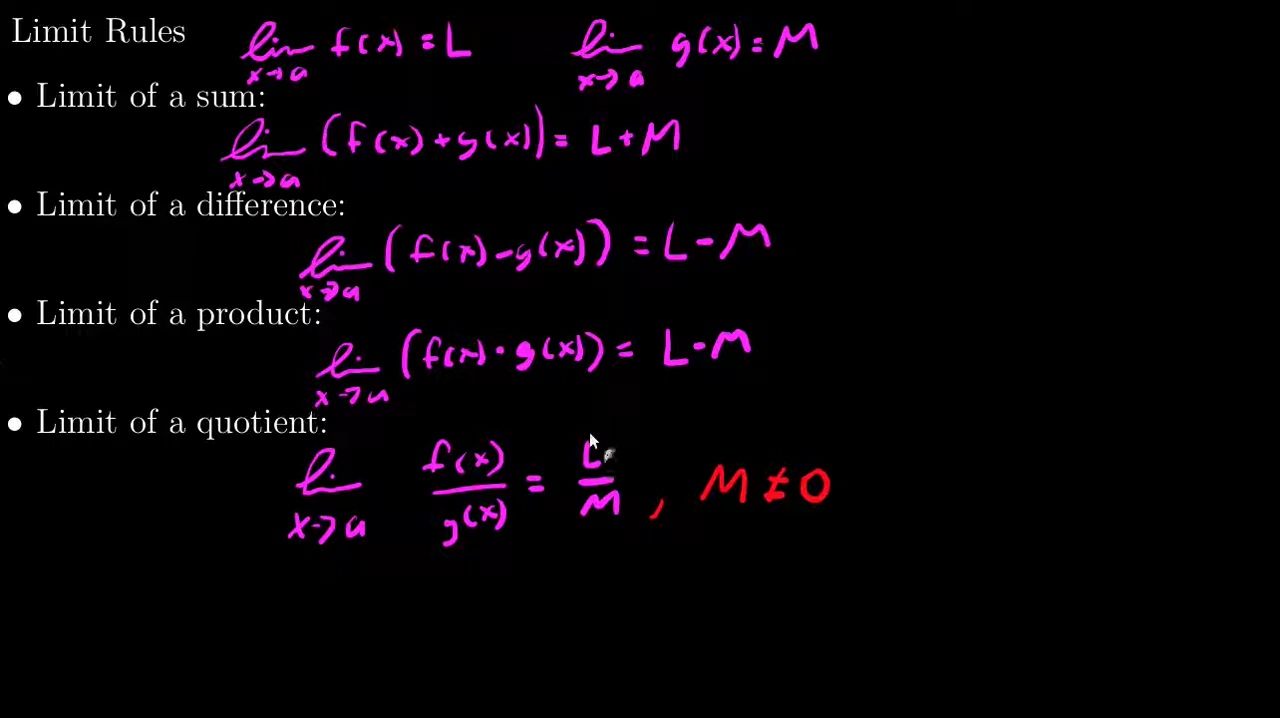 Limit Rules lim x→a f(x) = L lim x→a g(x) = M
• Limit of a sum:
lim x→a (f(x) + g(x)) = L + M
• Limit of a difference:
lim x→a (f(x) - g(x)) = L - M
• Limit of a product:
lim x→a (f(x) · g(x)) = L · M
• Limit of a quotient:
lim x→a f(x)/g(x) = L/M , M ≠ 0